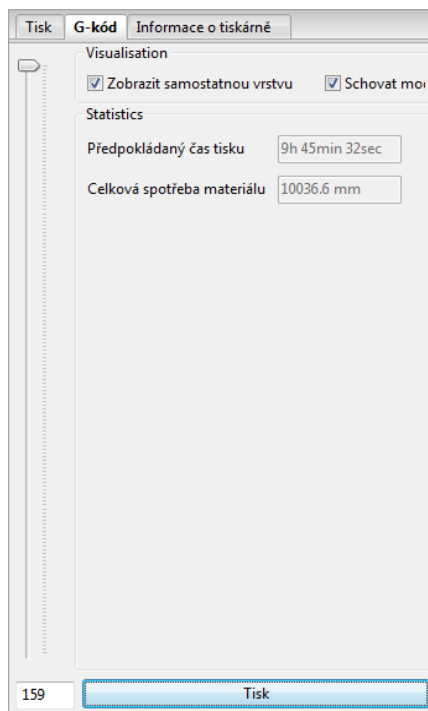 Tisk G-kód Informace o tiskárně
Visualisation
Zobrazit samostatnou vrstvu Schovat
Statistics
Předpokládaný čas tisku 9h 45min 32sec
Celková spotřeba materiálu 10036.6 mm
159 Tisk